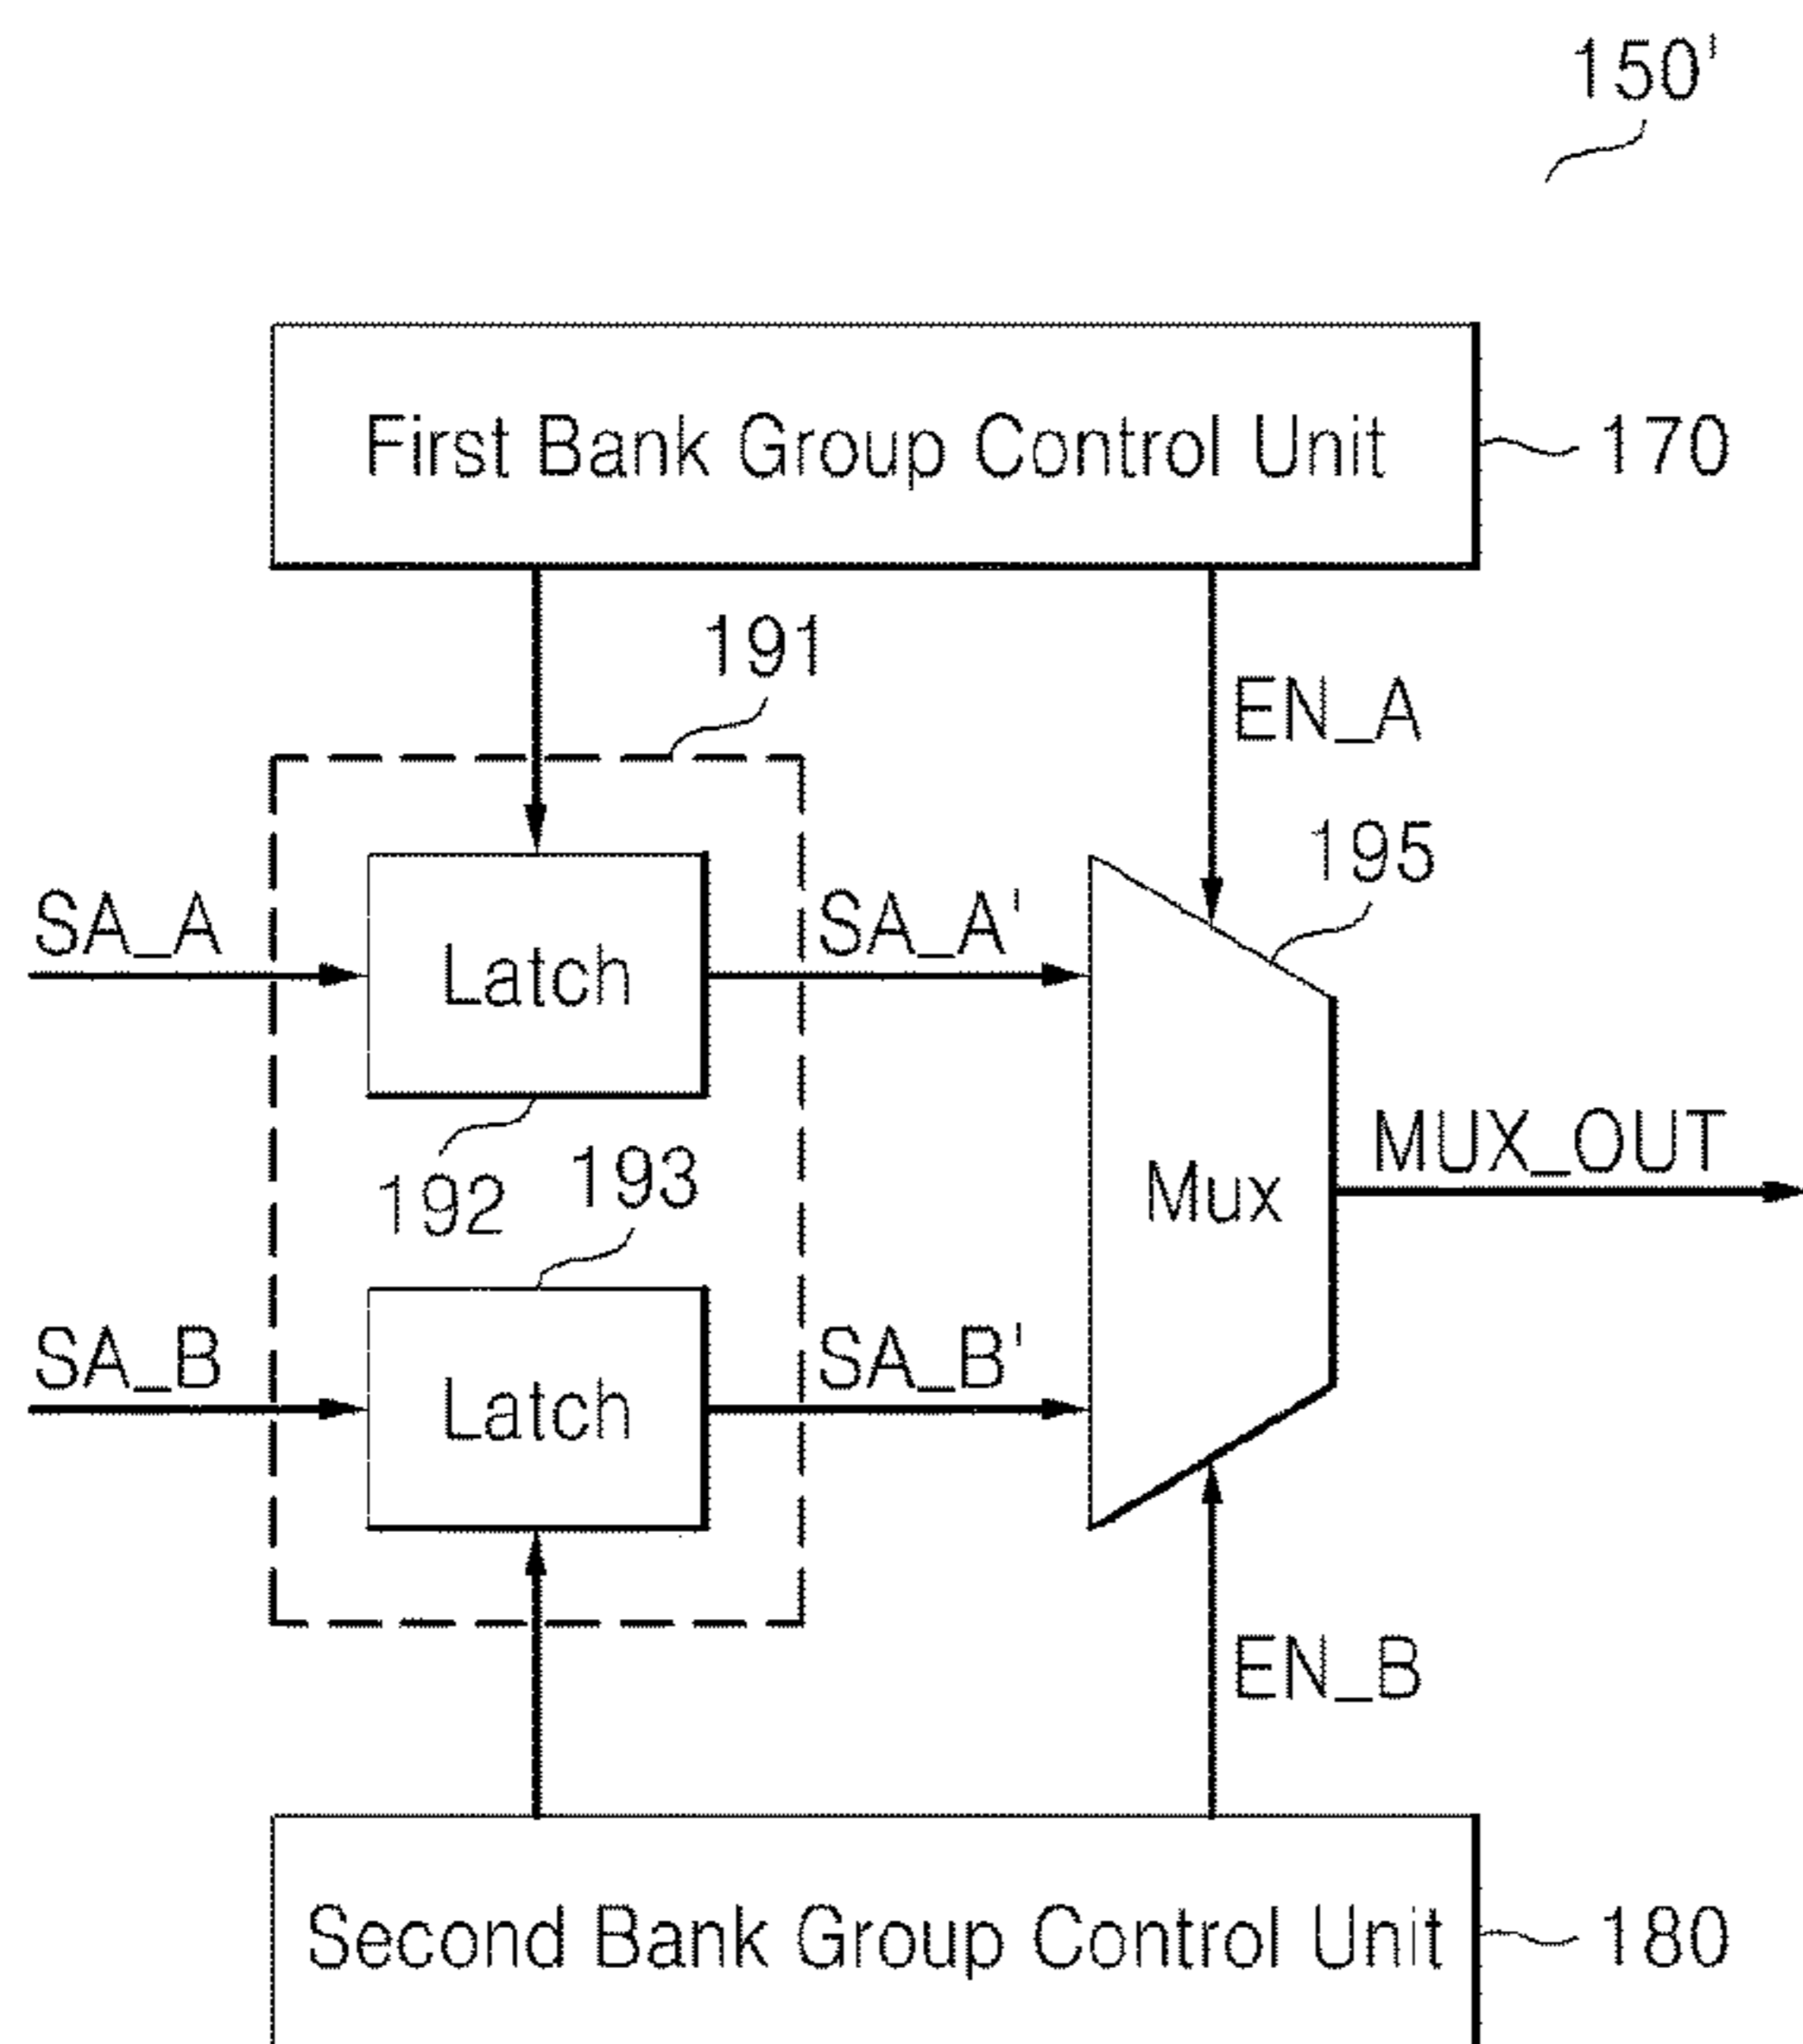 150'
First Bank Group Control Unit
170
191
EN_A
195
SA_A
Latch
SA_A'
192
193
Mux
MUX_OUT
SA_B
Latch
SA_B'
EN_B
Second Bank Group Control Unit
180